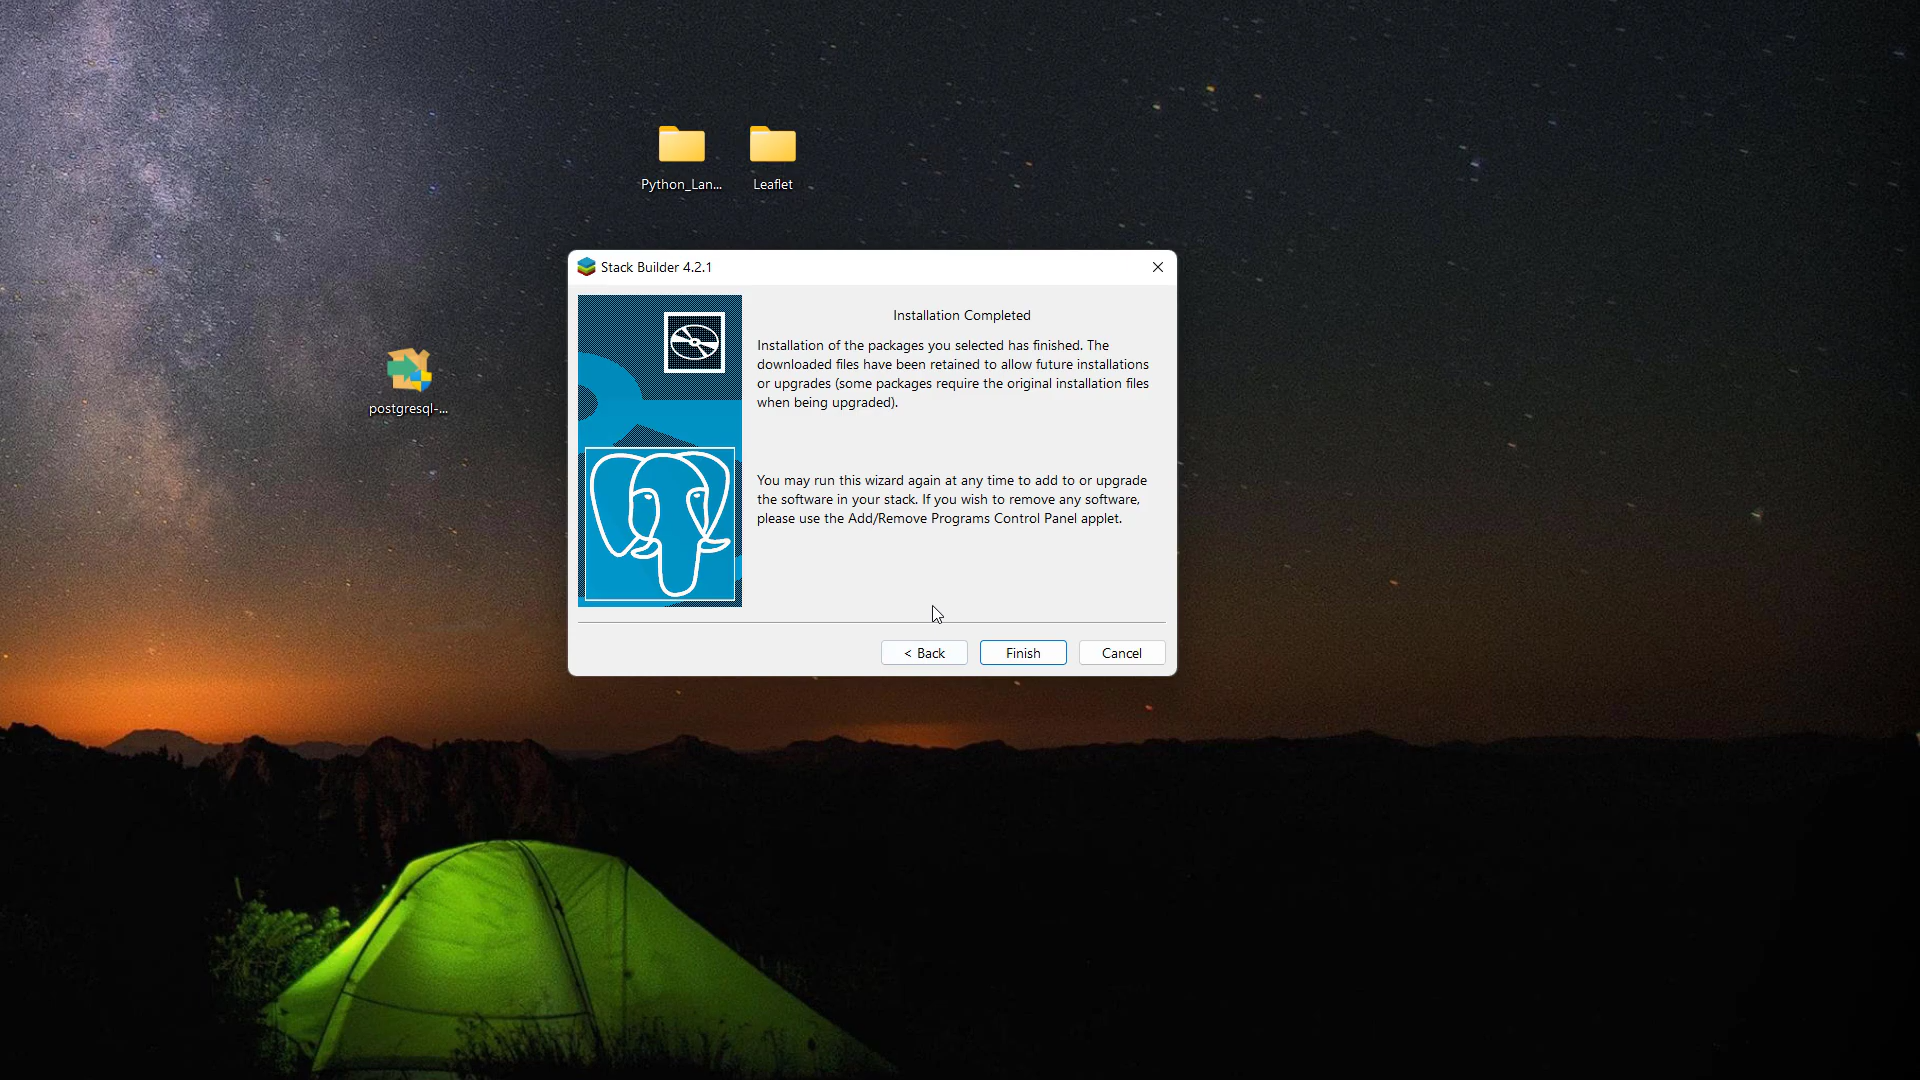 Python_Lan...
Leaflet
Stack Builder 4.2.1
Installation Completed
Installation of the packages you selected has finished. The
downloaded files have been retained to allow future installations
or upgrades (some packages require the original installation files
when being upgraded).
postgresql-...
You may run this wizard again at any time to add to or upgrade
the software in your stack. If you wish to remove any software,
please use the Add/Remove Programs Control Panel applet.
< Back
Finish
Cancel